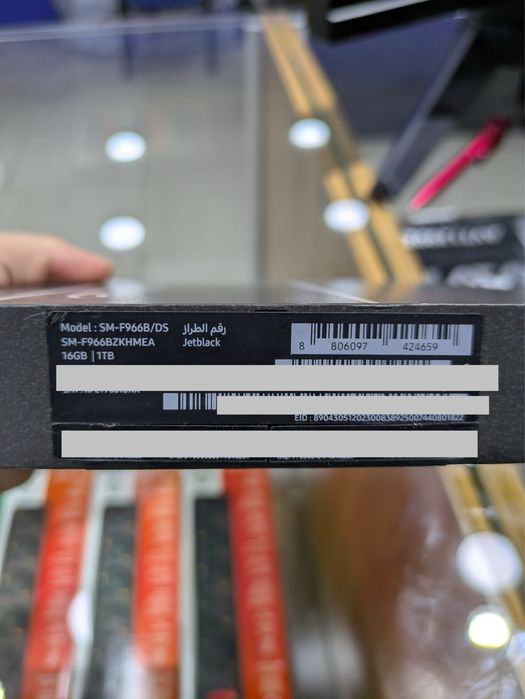 Model : SM-F966B/DS رقم الطراز
SM-F966BZKHMEA Jetblack
16GB | 1TB
8 806097 424659
EID : 89043051202300838925007440801822